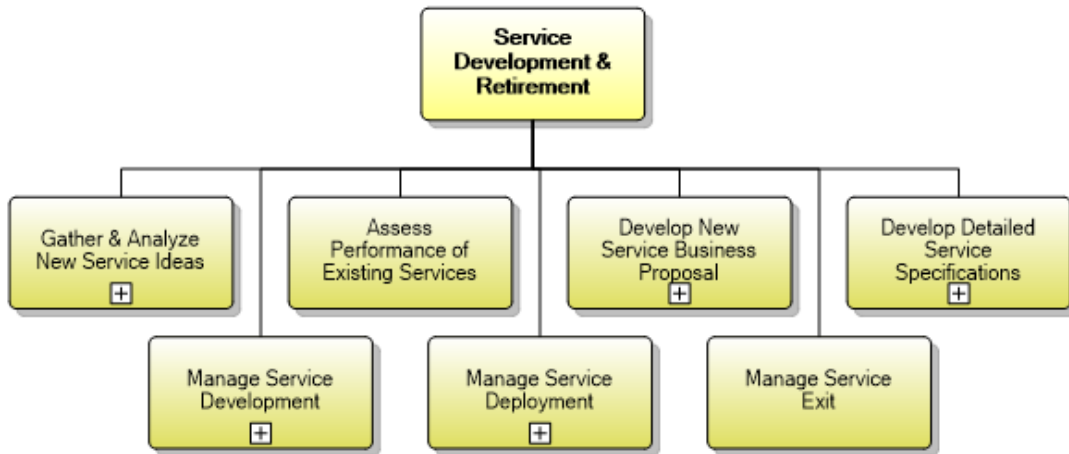 Service
Development &
Retirement
Gather & Analyze
New Service Ideas
Assess
Performance of
Existing Services
Develop New
Service Business
Proposal
Develop Detailed
Service
Specifications
Manage Service
Development
Manage Service
Deployment
Manage Service
Exit